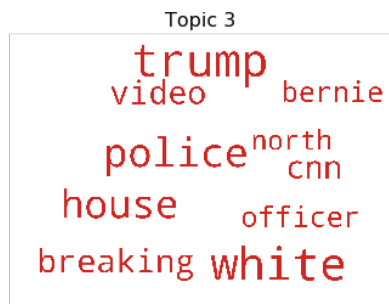 Topic 3
trump
video bernie
north
police
cnn
house
officer
breaking white